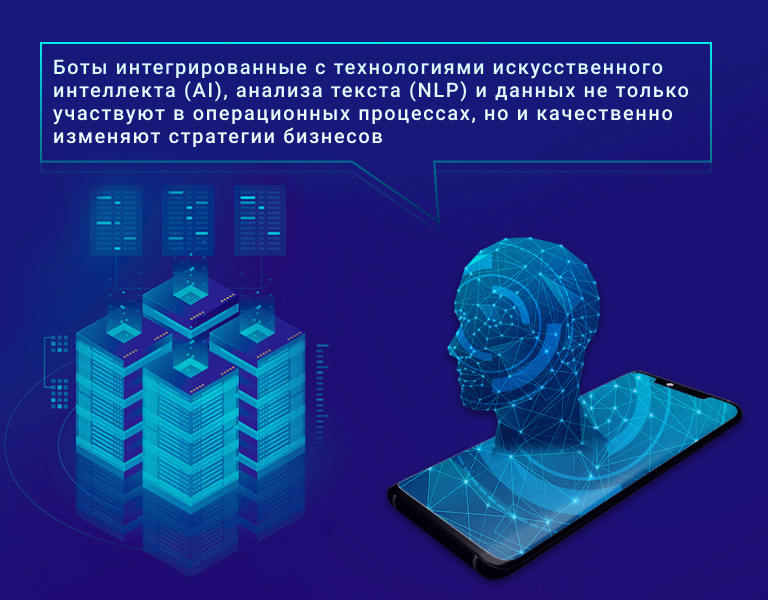 Боты интегрированные с технологиями искусственного
интеллекта (AI), анализа текста (NLP) и данных не только
участвуют в операционных процессах, но и качественно
изменяют стратегии бизнесов